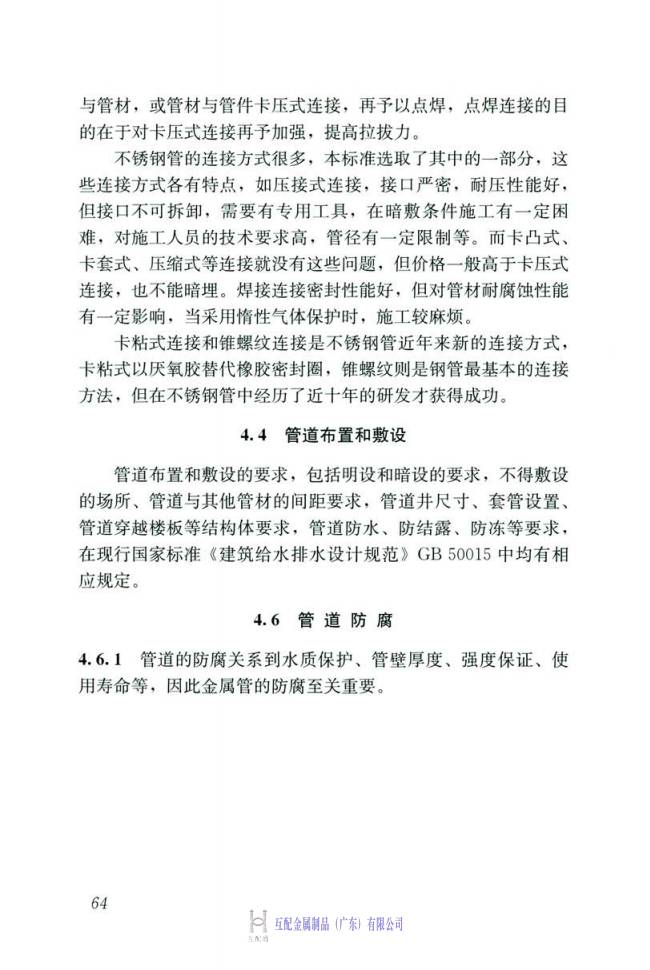 与管材，或管材与管件卡压式连接，再予以点焊，点焊连接的目
的在于对卡压式连接再予加强，提高拉拔力。
不锈钢管的连接方式很多，本标准选取了其中的一部分，这
些连接方式各有特点，如压接式连接，接口严密，耐压性能好，
但接口不可拆卸，需要有专用工具，在暗敷条件施工有一定困
难，对施工人员的技术要求高，管径有一定限制等。而卡凸式、
卡套式、压缩式等连接就没有这些问题，但价格一般高于卡压式
连接，也不能暗埋。焊接连接密封性能好，但对管材耐腐蚀性能
有一定影响，当采用惰性气体保护时，施工较麻烦。
卡粘式连接和锥螺纹连接是不锈钢管近年来新的连接方式，
卡粘式以厌氧胶替代橡胶密封圈，锥螺纹则是钢管最基本的连接
方法，但在不锈钢管中经历了近十年的研发才获得成功。
4.4 管道布置和敷设
管道布置和敷设的要求，包括明设和暗设的要求，不得敷设
的场所、管道与其他管材的间距要求，管道井尺寸、套管设置、
管道穿越楼板等结构体要求，管道防水、防结露、防冻等要求，
在现行国家标准《建筑给水排水设计规范》GB 50015 中均有相
应规定。
4.6 管道防腐
4.6.1 管道的防腐关系到水质保护、管壁厚度、强度保证、使
用寿命等，因此金属管的防腐至关重要。
64
互配金属制品（广东）有限公司
互配通